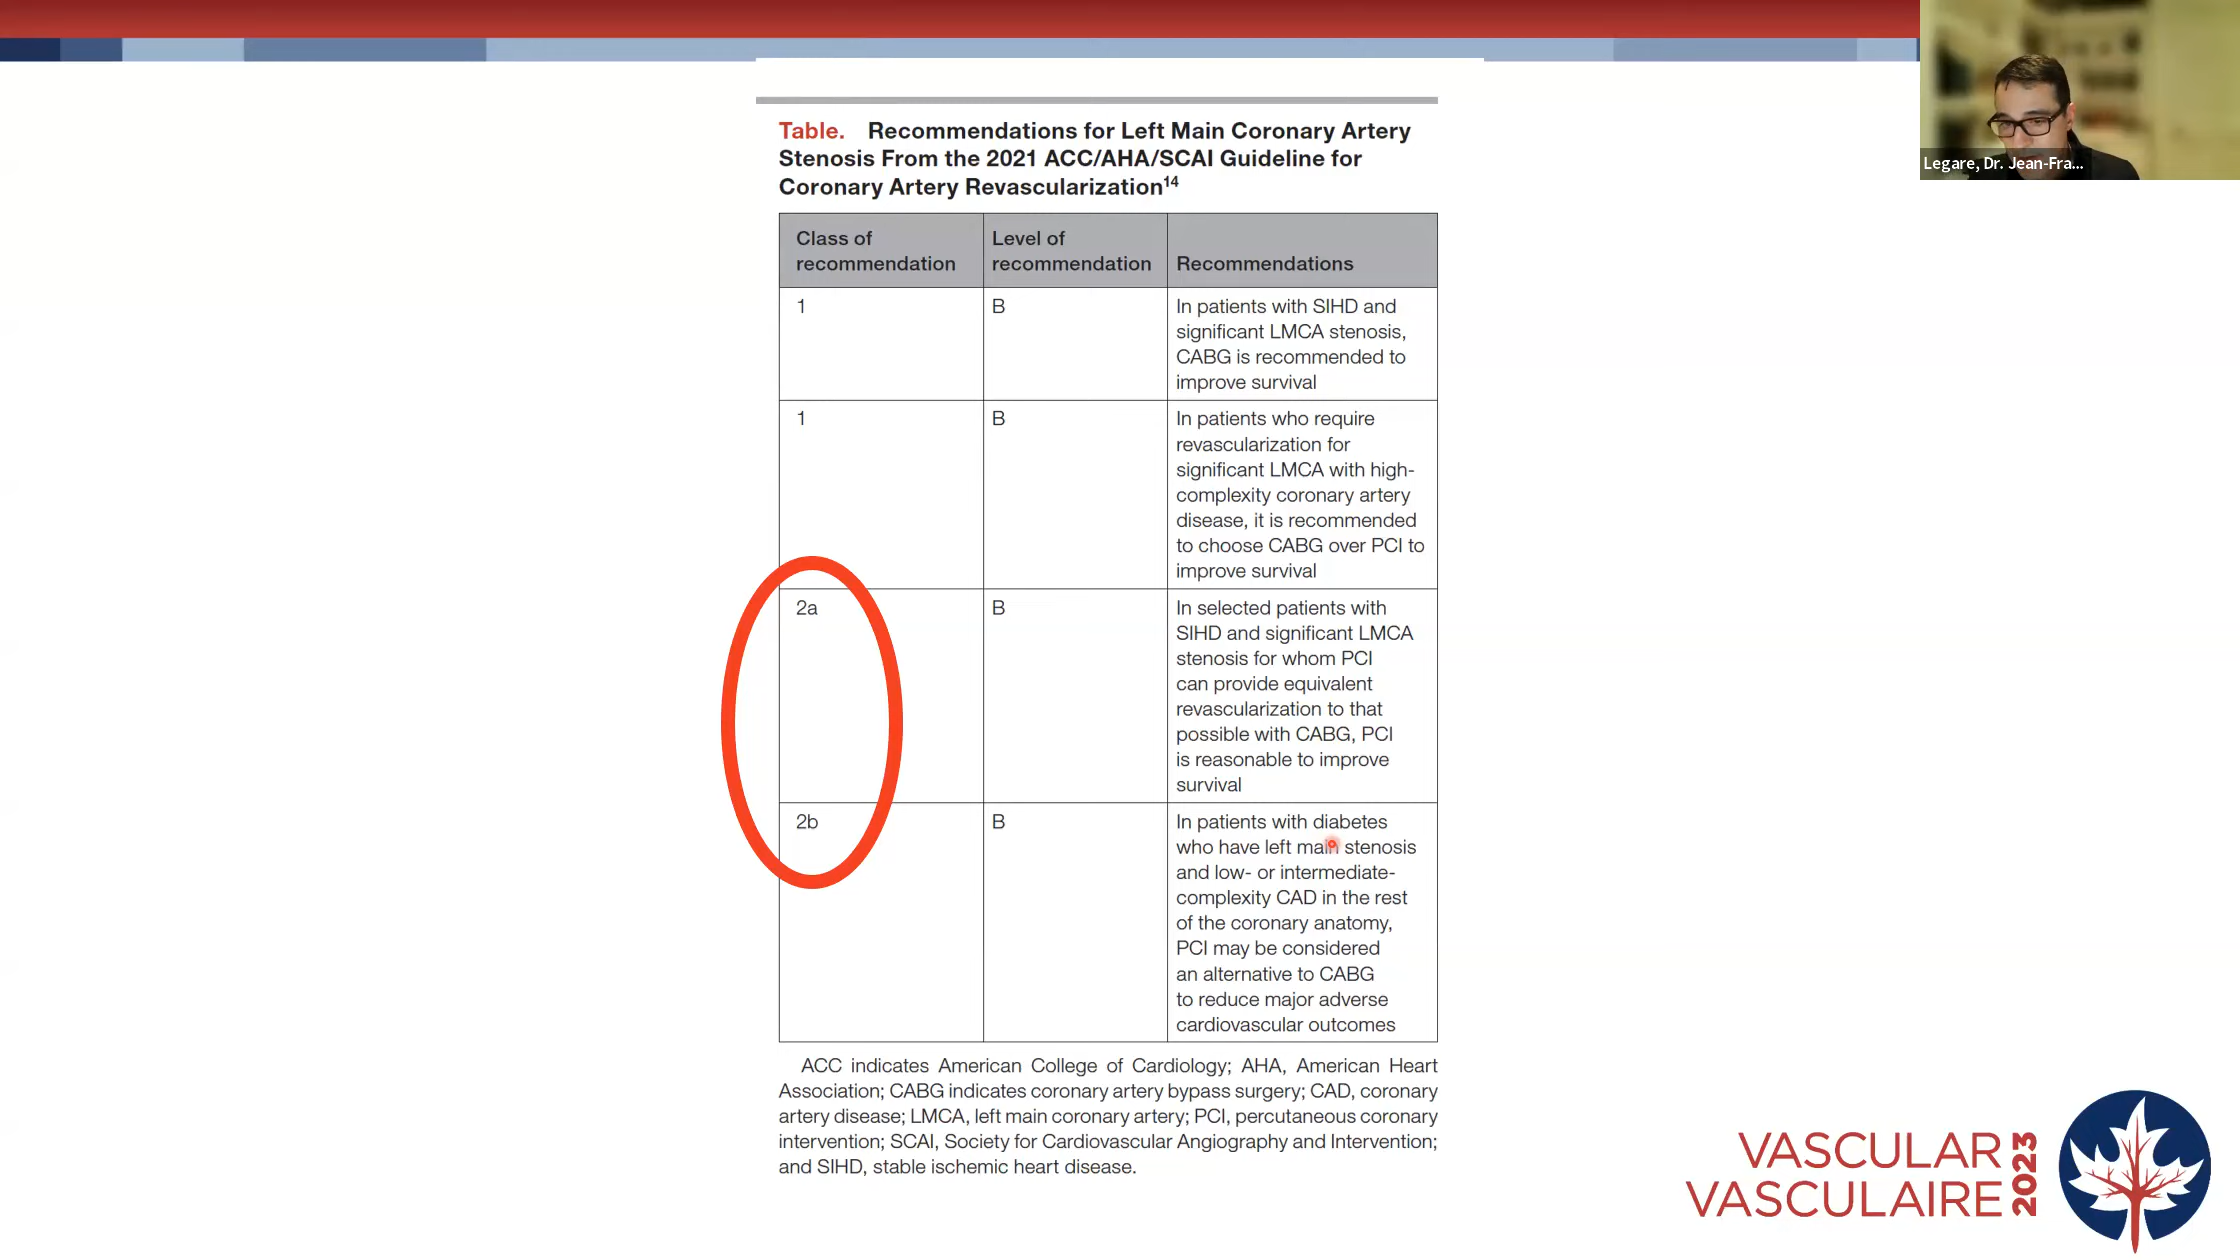 Legare, Dr. Jean-Fra...
Table. Recommendations for Left Main Coronary Artery
Stenosis From the 2021 ACC/AHA/SCAI Guideline for
Coronary Artery Revascularization14
Class of
recommendation
Level of
recommendation
Recommendations
1
B
In patients with SIHD and
significant LMCA stenosis,
CABG is recommended to
improve survival
1
B
In patients who require
revascularization for
significant LMCA with high-
complexity coronary artery
disease, it is recommended
to choose CABG over PCI to
improve survival
2a
B
In selected patients with
SIHD and significant LMCA
stenosis for whom PCI
can provide equivalent
revascularization to that
possible with CABG, PCI
is reasonable to improve
survival
2b
B
In patients with diabetes
who have left main stenosis
and low- or intermediate-
complexity CAD in the rest
of the coronary anatomy,
PCI may be considered
an alternative to CABG
to reduce major adverse
cardiovascular outcomes
ACC indicates American College of Cardiology; AHA, American Heart
Association; CABG indicates coronary artery bypass surgery; CAD, coronary
artery disease; LMCA, left main coronary artery; PCI, percutaneous coronary
intervention; SCAI, Society for Cardiovascular Angiography and Intervention;
and SIHD, stable ischemic heart disease.
VASCULAR
VASCULAIRE
2023